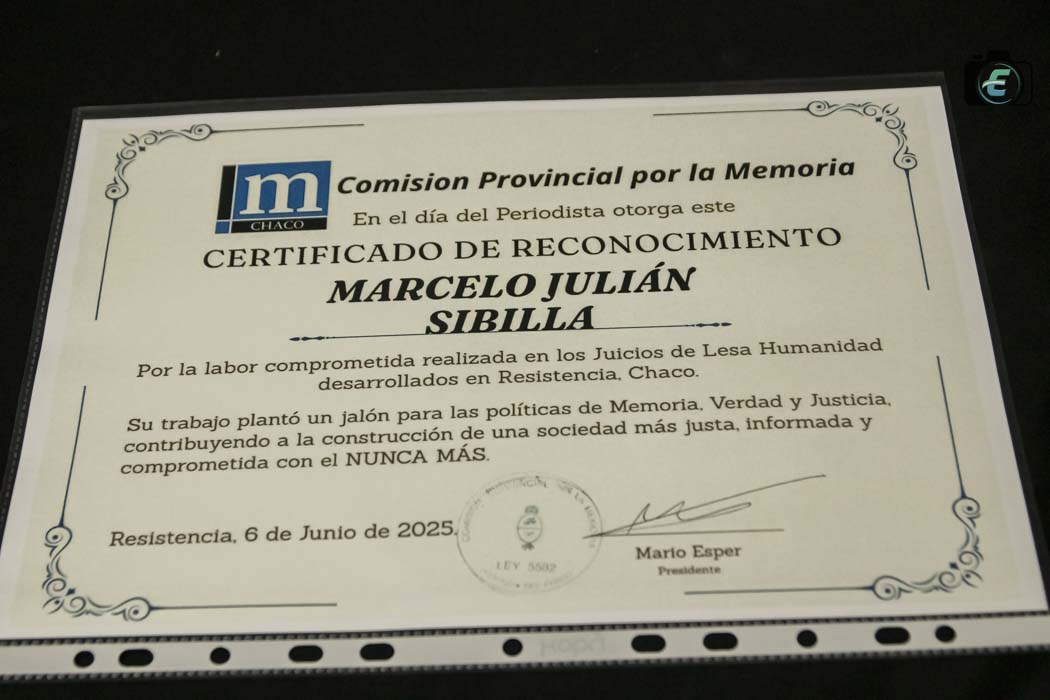 m
CHACO
Comision Provincial por la Memoria
En el día del Periodista otorga este
CERTIFICADO DE RECONOCIMIENTO
MARCELO JULIÁN
SIBILLA
Por la labor comprometida realizada en los Juicios de Lesa Humanidad
desarrollados en Resistencia, Chaco.
Su trabajo plantó un jalón para las políticas de Memoria, Verdad y Justicia,
contribuyendo a la construcción de una sociedad más justa, informada y
comprometida con el NUNCA MÁS.
Resistencia, 6 de Junio de 2025.
LEY 5582
Mario Esper
Presidente
E